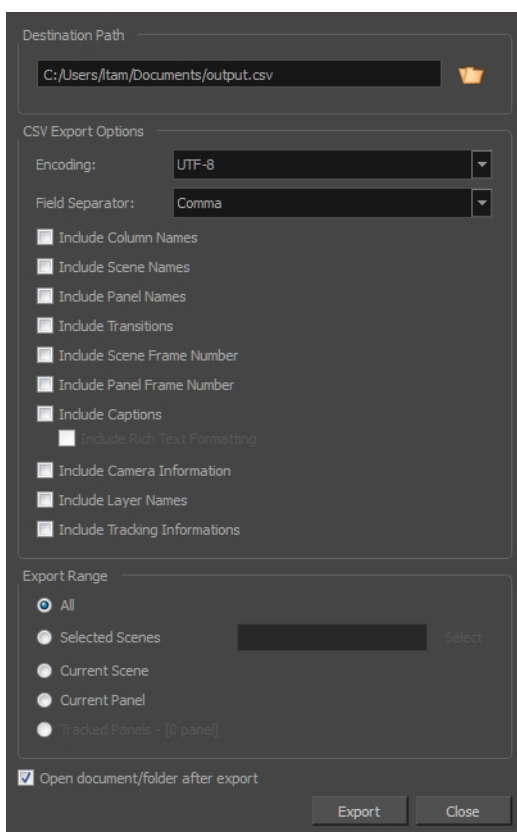 Destination Path
C:/Users/ltam/Documents/output.csv
CSV Export Options
Encoding: UTF-8
Field Separator: Comma
Include Column Names
Include Scene Names
Include Panel Names
Include Transitions
Include Scene Frame Number
Include Panel Frame Number
Include Captions
Include Rich Text Formatting
Include Camera Information
Include Layer Names
Include Tracking Informations
Export Range
All
Selected Scenes Select
Current Scene
Current Panel
Tracked Panels - [0 panel]
Open document/folder after export
Export Close